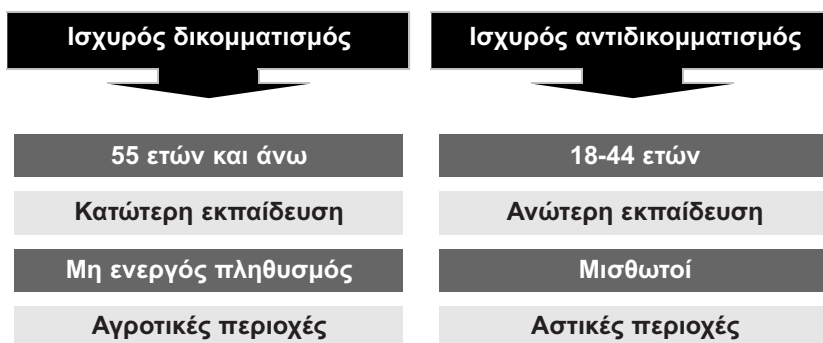 Ισχυρός δικομματισμός
Ισχυρός αντιδικομματισμός
55 ετών και άνω
18-44 ετών
Κατώτερη εκπαίδευση
Ανώτερη εκπαίδευση
Μη ενεργός πληθυσμός
Μισθωτοί
Αγροτικές περιοχές
Αστικές περιοχές